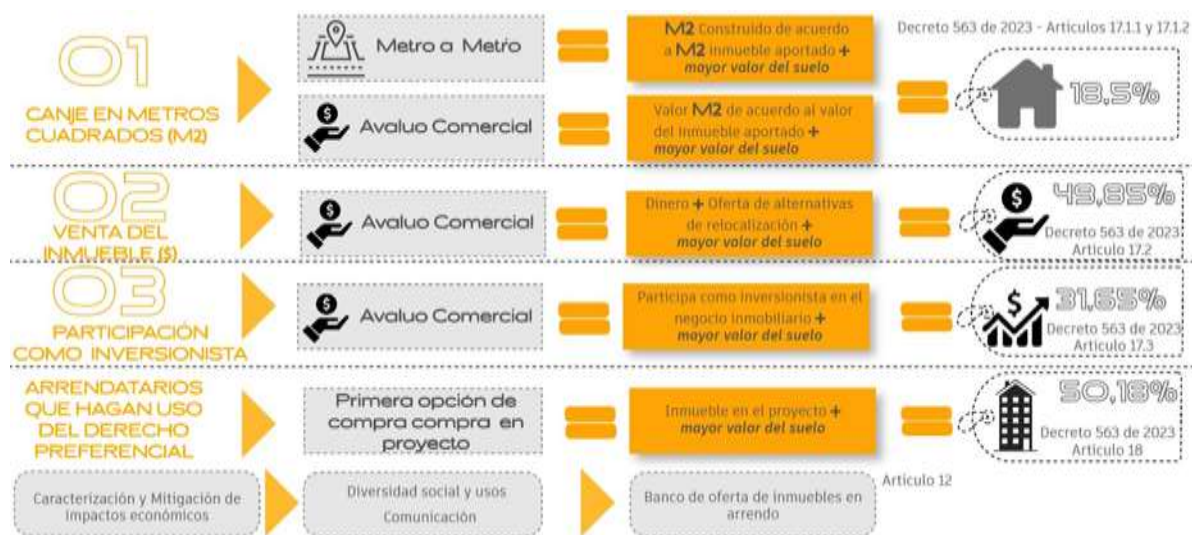 01
CANJE EN METROS
CUADRADOS (M2)
Metro a Metro
M2 Construido de acuerdo
a M2 inmueble aportado +
mayor valor del suelo
Decreto 563 de 2023 - Artículos 17.1.1 y 17.1.2
18,5%
Avaluo Comercial
Valor M2 de acuerdo al valor
del inmueble aportado +
mayor valor del suelo
02
VENTA DEL
INMUEBLE ($)
Avaluo Comercial
Dinero + Oferta de alternativas
de relocalización +
mayor valor del suelo
49,85%
Decreto 563 de 2023
Artículo 17.2
03
PARTICIPACIÓN
COMO INVERSIONISTA
Avaluo Comercial
Participa como inversionista en el
negocio inmobiliario +
mayor valor del suelo
31,65%
Decreto 563 de 2023
Artículo 17.3
ARRENDATARIOS
QUE HAGAN USO
DEL DERECHO
PREFERENCIAL
Primera opción de
compra compra en
proyecto
Inmueble en el proyecto +
mayor valor del suelo
50,18%
Decreto 563 de 2023
Artículo 18
Caracterización y Mitigación de
impactos económicos
Diversidad social y usos
Comunicación
Banco de oferta de inmuebles en
arrendo
Artículo 12